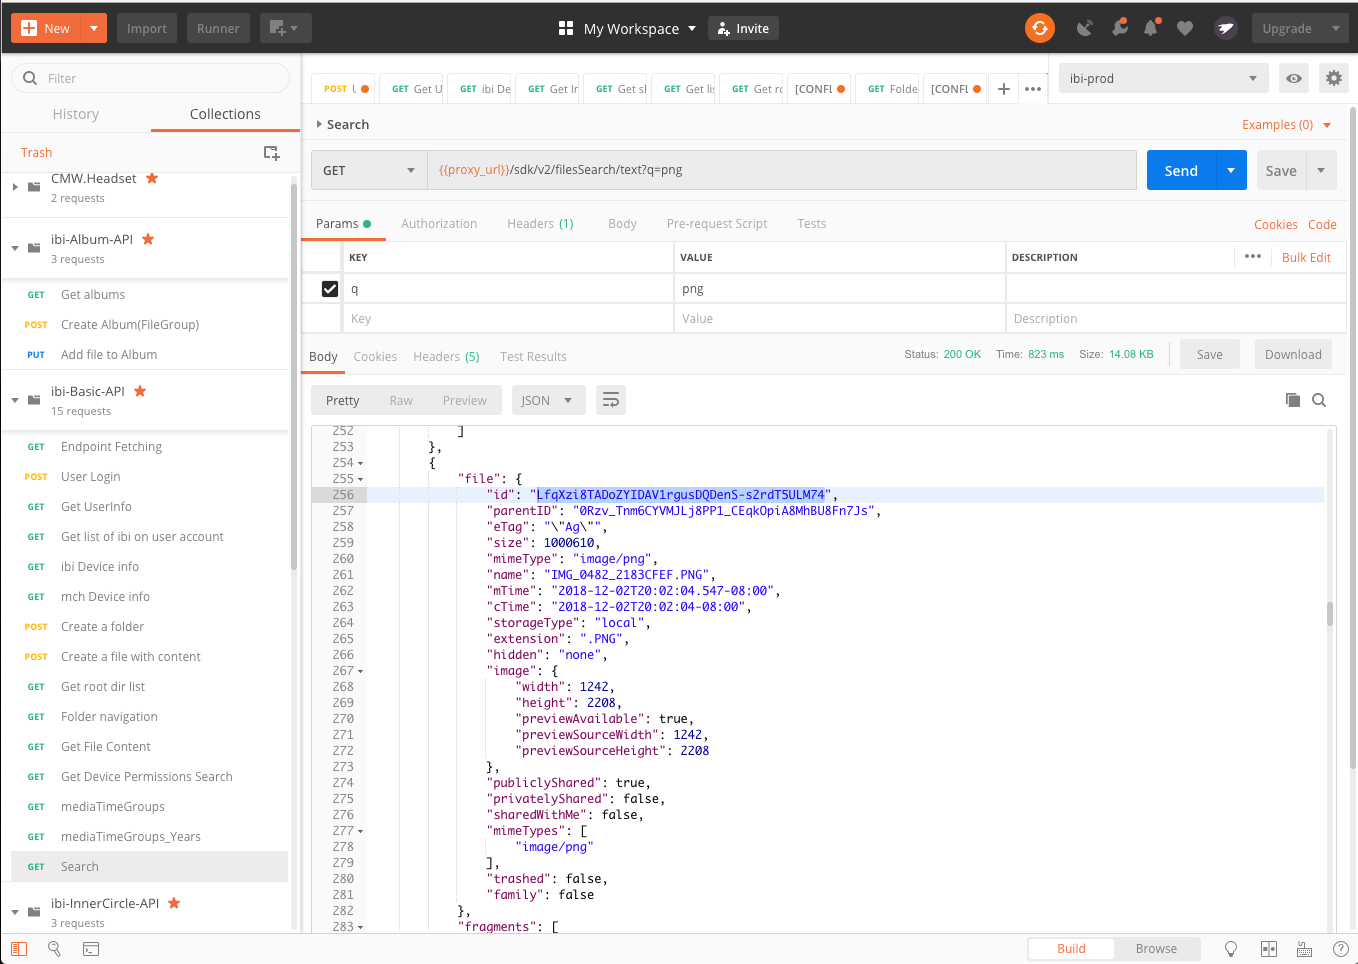 New
Import
Runner
My Workspace
Invite
Upgrade
Filter
History
Collections
Trash
CMW.Headset
2 requests
ibi-Album-API
3 requests
GET Get albums
POST Create Album(FileGroup)
PUT Add file to Album
ibi-Basic-API
15 requests
GET Endpoint Fetching
POST User Login
GET Get UserInfo
GET Get list of ibi on user account
GET ibi Device info
GET mch Device info
POST Create a folder
POST Create a file with content
GET Get root dir list
GET Folder navigation
GET Get File Content
GET Get Device Permissions Search
GET mediaTimeGroups
GET mediaTimeGroups_Years
GET Search
ibi-InnerCircle-API
3 requests
POST
GET Get U
GET ibi De
GET Get Ir
GET Get sl
GET Get lis
GET Get ro
[CONFL
GET Folde
[CONFL
ibi-prod
Search
Examples (0)
GET
{{proxy_url}}/sdk/v2/filesSearch/text?q=png
Send
Save
Params
Authorization
Headers (1)
Body
Pre-request Script
Tests
Cookies
Code
KEY
VALUE
DESCRIPTION
Bulk Edit
q
png
Key
Value
Description
Body
Cookies
Headers (5)
Test Results
Status: 200 OK
Time: 823 ms
Size: 14.08 KB
Save
Download
Pretty
Raw
Preview
JSON
252 ]
253 },
254 {
255 "file": {
256 "id": "LfqXzi8TADoZYIDAV1rgusDQDenS-s2rdT5ULM74",
257 "parentID": "0Rzv_Tnm6CYVMJLj8PP1_CEqkOpiA8MhBU8Fn7Js",
258 "eTag": "\"Ag\"",
259 "size": 1000610,
260 "mimeType": "image/png",
261 "name": "IMG_0482_2183CFEF.PNG",
262 "mTime": "2018-12-02T20:02:04.547-08:00",
263 "cTime": "2018-12-02T20:02:04-08:00",
264 "storageType": "local",
265 "extension": ".PNG",
266 "hidden": "none",
267 "image": {
268 "width": 1242,
269 "height": 2208,
270 "previewAvailable": true,
271 "previewSourceWidth": 1242,
272 "previewSourceHeight": 2208
273 },
274 "publiclyShared": true,
275 "privatelyShared": false,
276 "sharedWithMe": false,
277 "mimeTypes": [
278 "image/png"
279 ],
280 "trashed": false,
281 "family": false
282 },
283 "fragments": [
Build
Browse